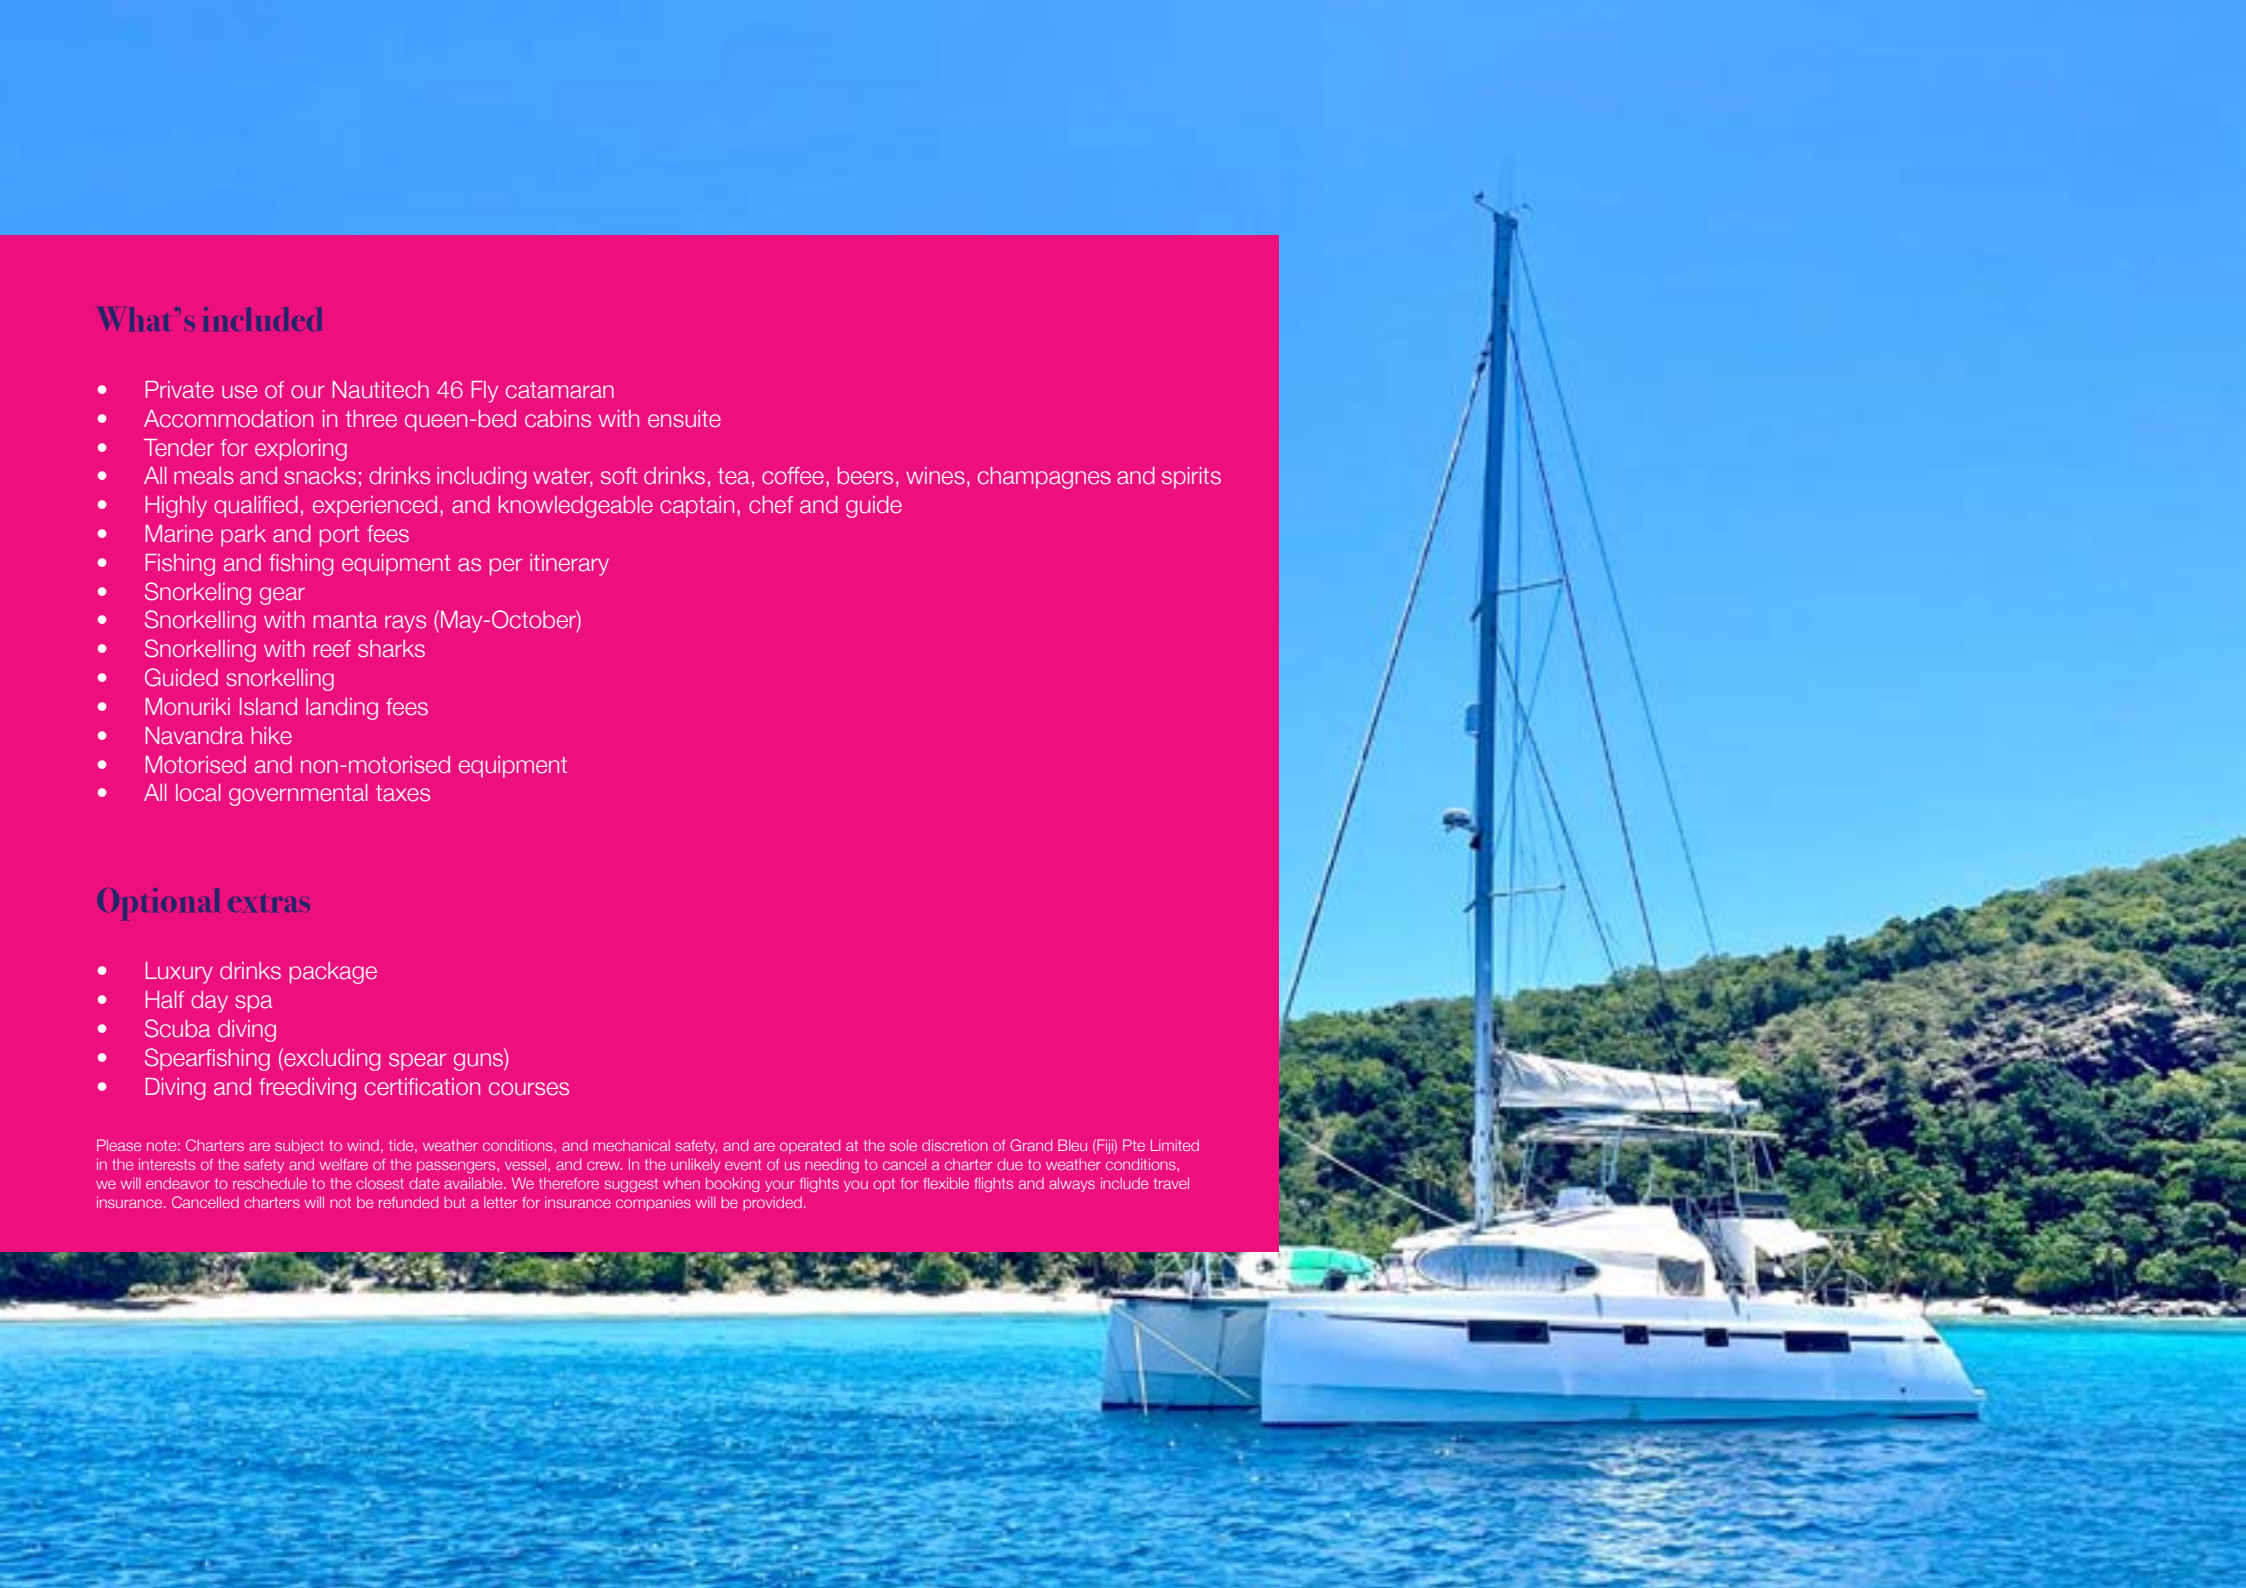 What’s included
• Private use of our Nautitech 46 Fly catamaran
• Accommodation in three queen-bed cabins with ensuite
• Tender for exploring
• All meals and snacks; drinks including water, soft drinks, tea, coffee, beers, wines, champagnes and spirits
• Highly qualified, experienced, and knowledgeable captain, chef and guide
• Marine park and port fees
• Fishing and fishing equipment as per itinerary
• Snorkeling gear
• Snorkelling with manta rays (May-October)
• Snorkelling with reef sharks
• Guided snorkelling
• Monuriki Island landing fees
• Navandra hike
• Motorised and non-motorised equipment
• All local governmental taxes
Optional extras
• Luxury drinks package
• Half day spa
• Scuba diving
• Spearfishing (excluding spear guns)
• Diving and freediving certification courses
Please note: Charters are subject to wind, tide, weather conditions, and mechanical safety, and are operated at the sole discretion of Grand Bleu (Fiji) Pte Limited
in the interests of the safety and welfare of the passengers, vessel, and crew. In the unlikely event of us needing to cancel a charter due to weather conditions,
we will endeavor to reschedule to the closest date available. We therefore suggest when booking your flights you opt for flexible flights and always include travel
insurance. Cancelled charters will not be refunded but a letter for insurance companies will be provided.